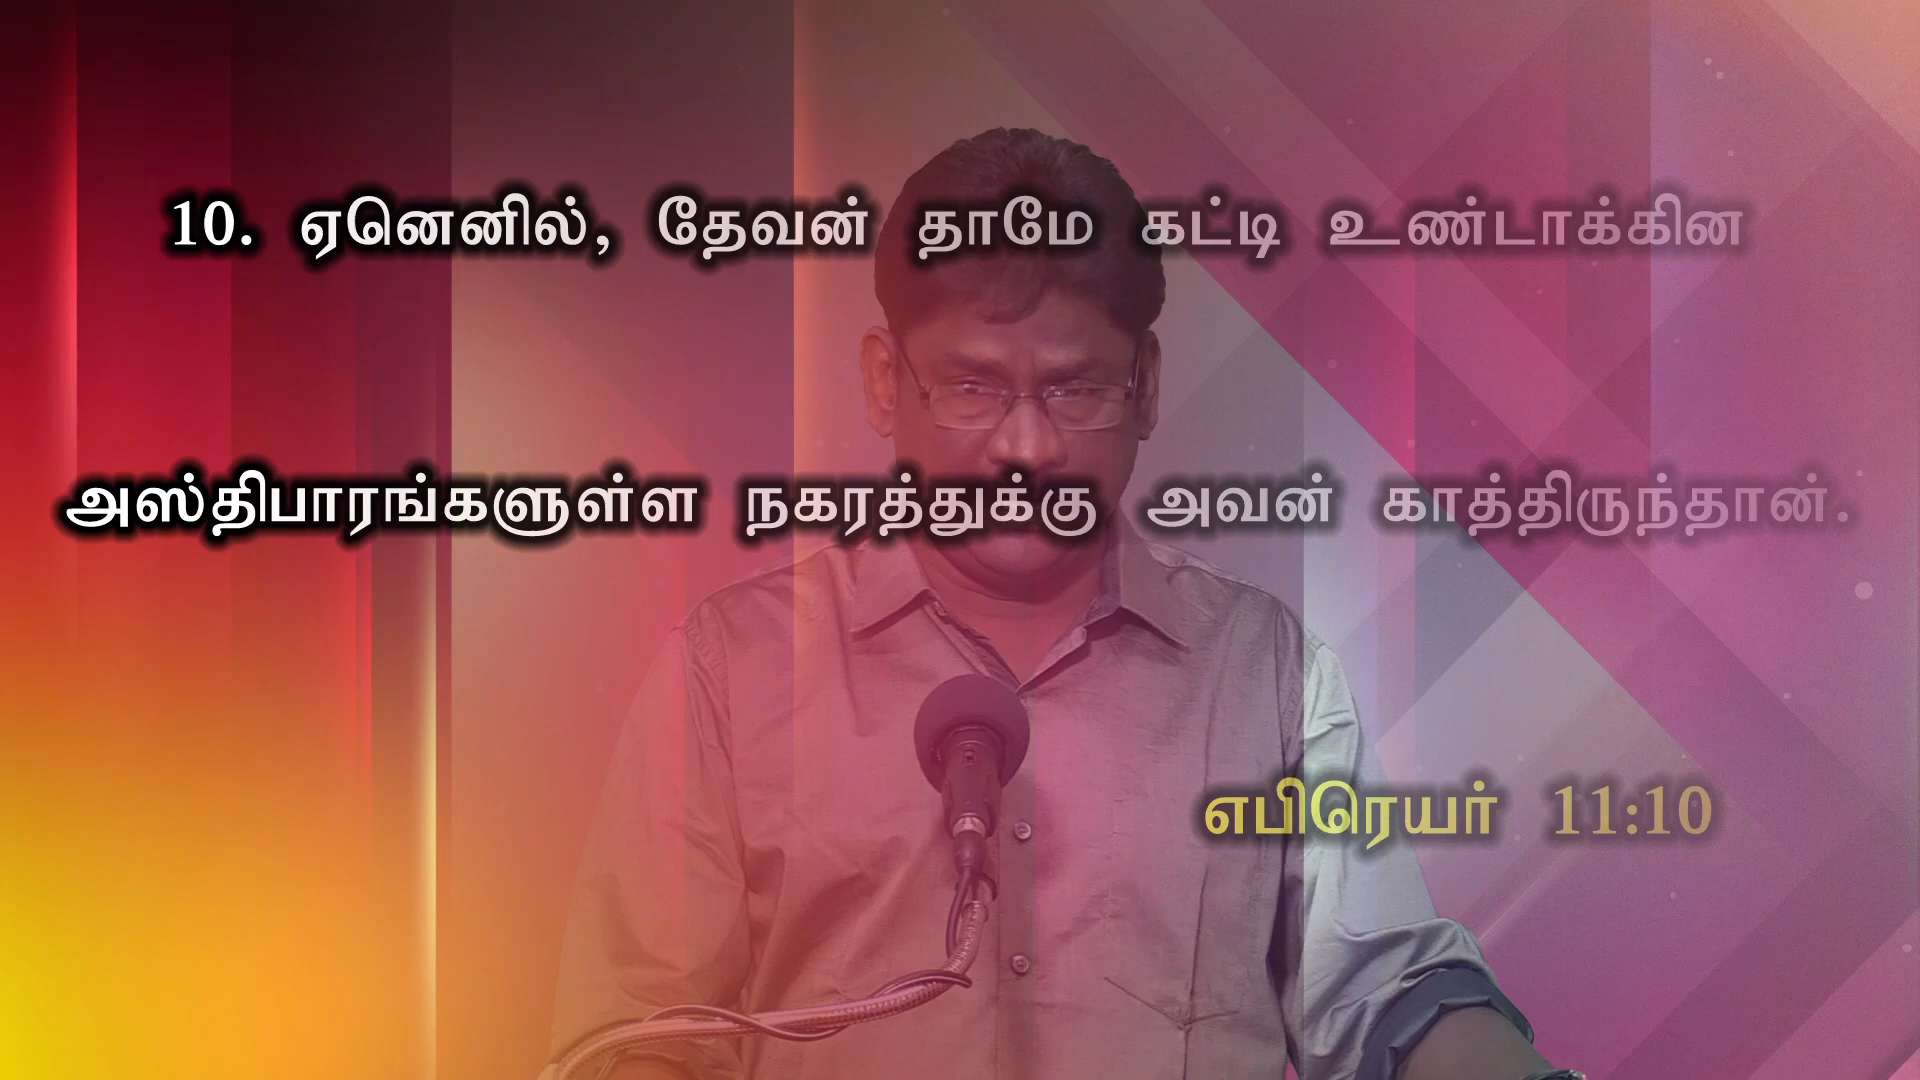 10. ஏனெனில், தேவன் தாமே கட்டி உண்டாக்கின
அஸ்திபாரங்களுள்ள நகரத்துக்கு அவன் காத்திருந்தான்.
எபிரெயர் 11:10